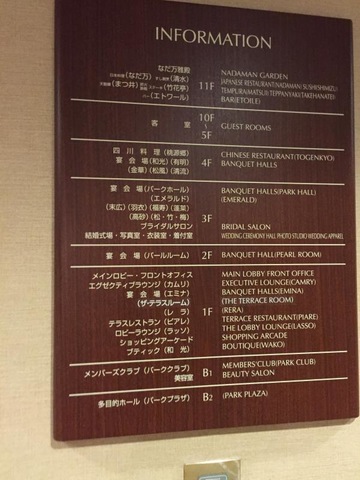 INFORMATION
なだ万雅殿 NADAMAN GARDEN
日本料理(なだ万) すし割烹(清水) JAPANESE RESTAURANT(NADAMAN) SUSHI(SHIMIZU)
(まつ井) (竹花亭) 11F TEMPURA(MATSUI) TEPPANYAKI(TAKEHANATE)
バー(エトワール) BAR(ETOILE)
客室 10F~5F GUEST ROOMS
四川料理(桃源郷) CHINESE RESTAURANT(TOGENKYO)
宴会場(和光)(有明) 4F BANQUET HALLS
(金華)(松風)(清流)
宴会場(パークホール) BANQUET HALLS(PARK HALL)
(エメラルド) (EMERALD)
(末広)(羽衣)(福寿)(蓬莱)
(高砂)(松・竹・梅) 3F
ブライダルサロン BRIDAL SALON
結婚式場・写真室・衣装室・着付室 WEDDING CEREMONY HALL PHOTO STUDIO WEDDING APPAREL
宴会場(パールルーム) 2F BANQUET HALL(PEARL ROOM)
メインロビー・フロントオフィス MAIN LOBBY FRONT OFFICE
エグゼクティブラウンジ(カムリ) EXECUTIVE LOUNGE(CAMRY)
宴会場(エミナ) BANQUET HALLS(EMINA)
(ザ・テラスルーム) (THE TERRACE ROOM)
(レラ) 1F (RERA)
テラスレストラン(ピアレ) TERRACE RESTAURANT(PIARE)
ロビーラウンジ(ラッソ) THE LOBBY LOUNGE(LASSO)
ショッピングアーケード SHOPPING ARCADE
ブティック(和光) BOUTIQUE(WAKO)
メンバーズクラブ(パーククラブ) B1 MEMBERS'CLUB(PARK CLUB)
美容室 BEAUTY SALON
多目的ホール(パークプラザ) B2 (PARK PLAZA)